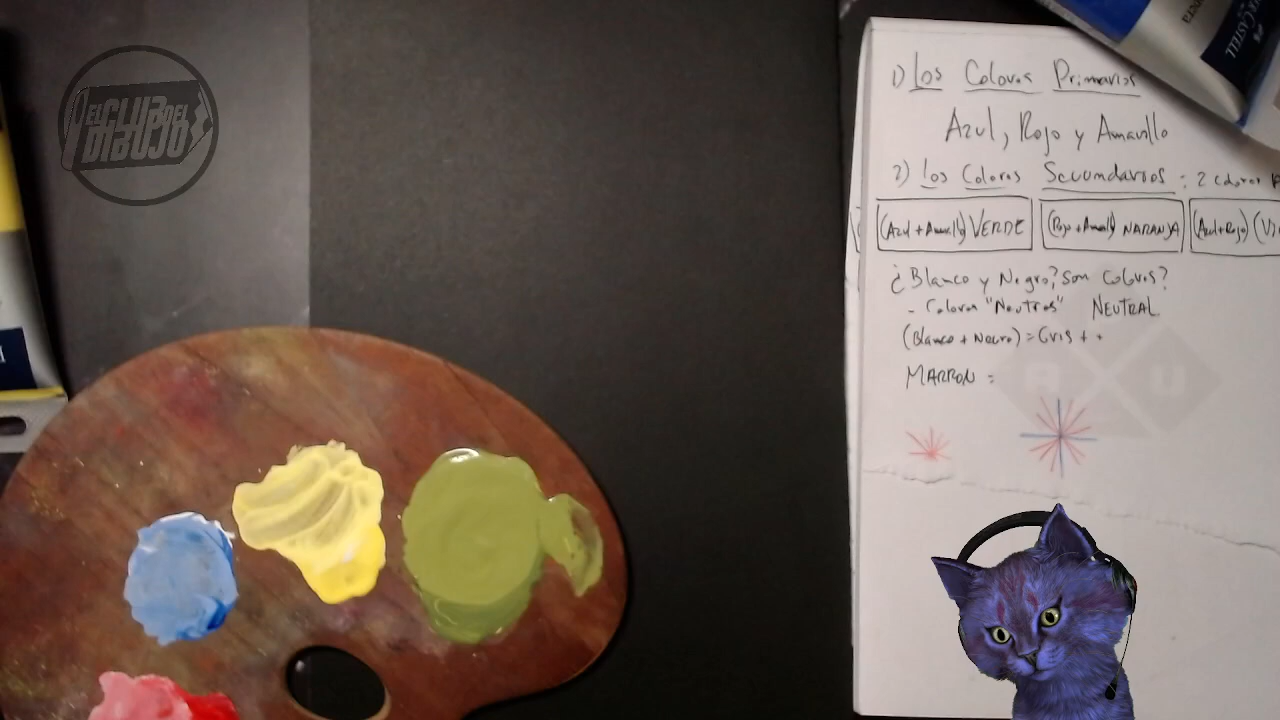 EL CLUB DEL
DIBUJO
1) Los Colores Primarios
Azul, Rojo y Amarillo
2) Los Colores Secundarios : 2 Colores
(Azul + Amarillo) VERDE
(Rojo + Amarillo) NARANJA
(Azul + Rojo)
¿Blanco y Negro? son Colores?
- Colores "Neutros" NEUTRAL
(Blanco + Negro) = Gris + +
MARRON =